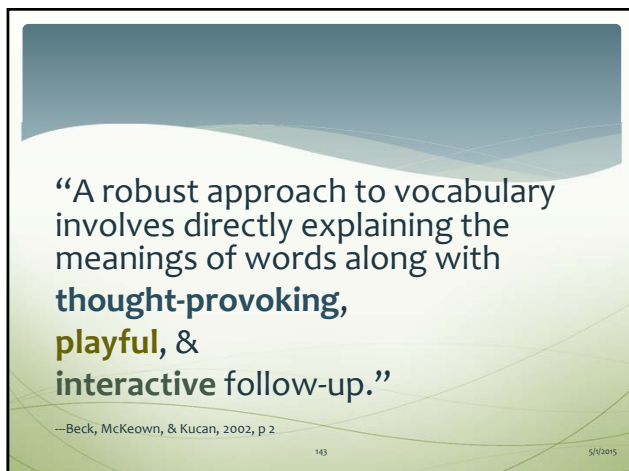 “A robust approach to vocabulary
involves directly explaining the
meanings of words along with
thought-provoking,
playful, &
interactive follow-up.”
—Beck, McKeown, & Kucan, 2002, p 2
143
5/1/2015